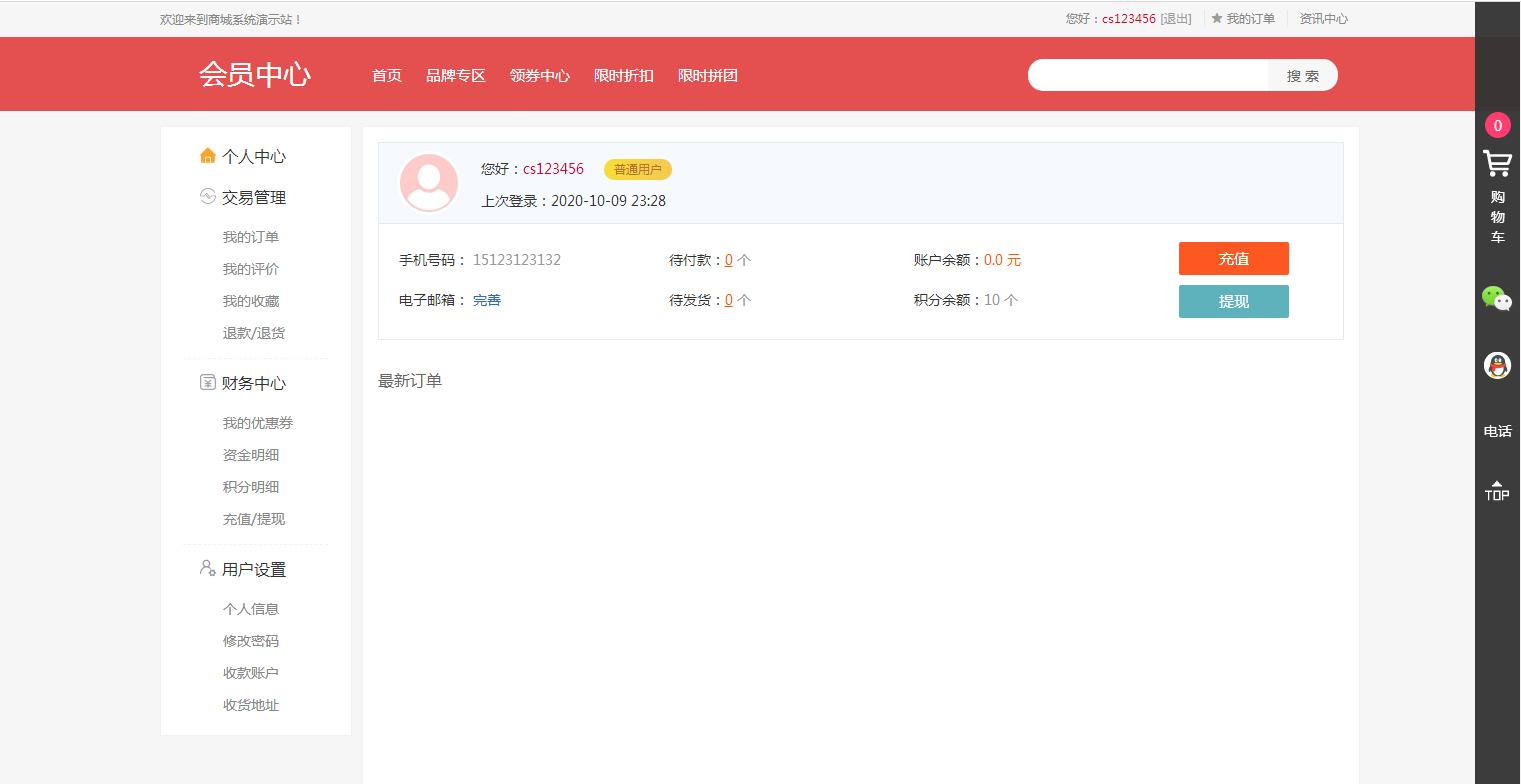 欢迎来到商城系统演示站！
您好：cs123456 [退出] 我的订单 资讯中心
会员中心 首页 品牌专区 领券中心 限时折扣 限时拼团 搜 索
个人中心
交易管理
我的订单
我的评价
我的收藏
退款/退货
财务中心
我的优惠券
资金明细
积分明细
充值/提现
用户设置
个人信息
修改密码
收款账户
收货地址
您好：cs123456 普通用户
上次登录：2020-10-09 23:28
手机号码： 15123123132 待付款：0 个 账户余额：0.0 元 充值
电子邮箱： 完善 待发货：0 个 积分余额：10 个 提现
最新订单
0
购
物
车
电话
TOP